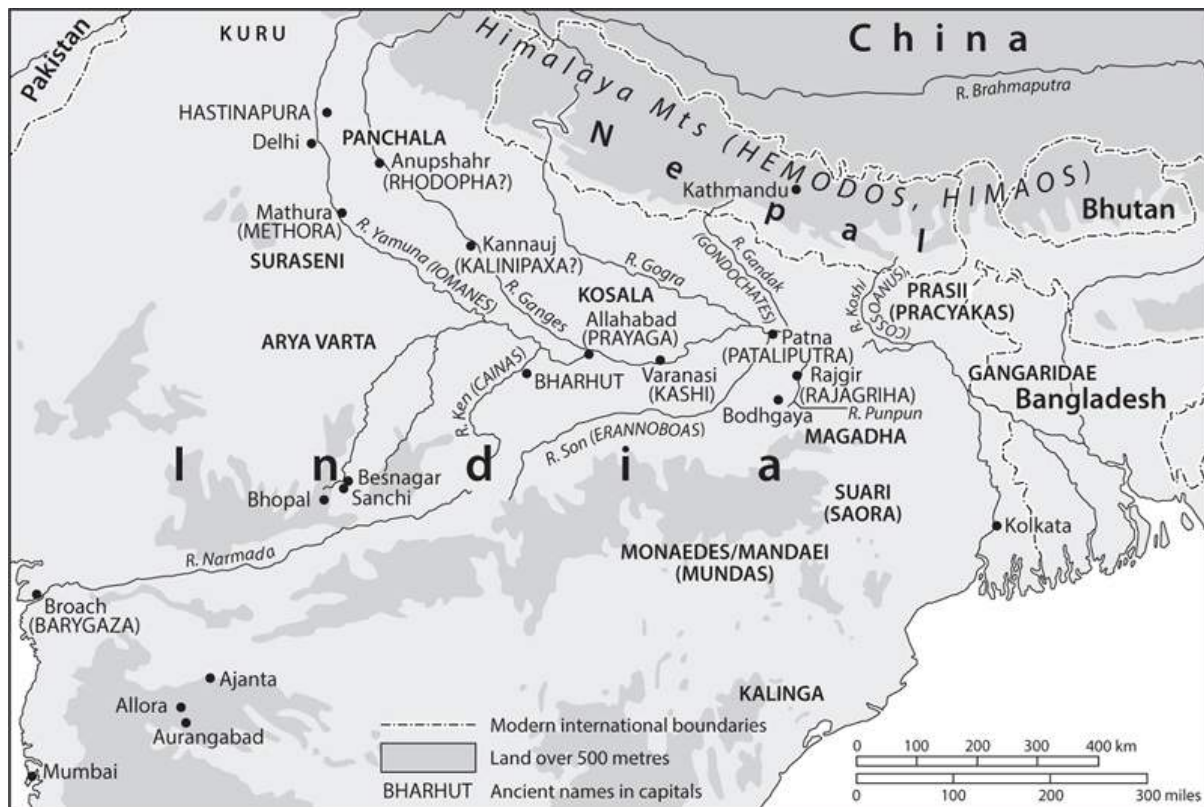 KURU
China
Pakistan
Himalaya Mts (HEMODOS, HIMAOS)
R. Brahmaputra
HASTINAPURA
Delhi
PANCHALA
Anupshahr
(RHODOPHA?)
Nepal
Kathmandu
Bhutan
Mathura
(METHORA)
SURASENI
R. Yamuna (IOMANES)
Kannauj
(KALINIPAXA?)
R. Ganges
R. Gogra
R. Gandak
(GONDOCHATES)
R. Koshi
(COSSOANUS)
PRASII
(PRACYAKAS)
KOSALA
Allahabad
(PRAYAGA)
ARYA VARTA
Patna
(PATALIPUTRA)
BHARHUT
Varanasi
(KASHI)
Rajgir
(RAJAGRIHA)
GANGARIDAE
Bangladesh
R. Ken (CAINAS)
Bodhgaya
R. Punpun
R. Son (ERANNOBOAS)
MAGADHA
India
Besnagar
Sanchi
Bhopal
SUARI
(SAORA)
Kolkata
R. Narmada
MONAEDES/MANDAEI
(MUNDAS)
Broach
(BARYGAZA)
Ajanta
Allora
Aurangabad
KALINGA
Mumbai
Modern international boundaries
Land over 500 metres
BHARHUT Ancient names in capitals
0 100 200 300 400 km
0 100 200 300 miles